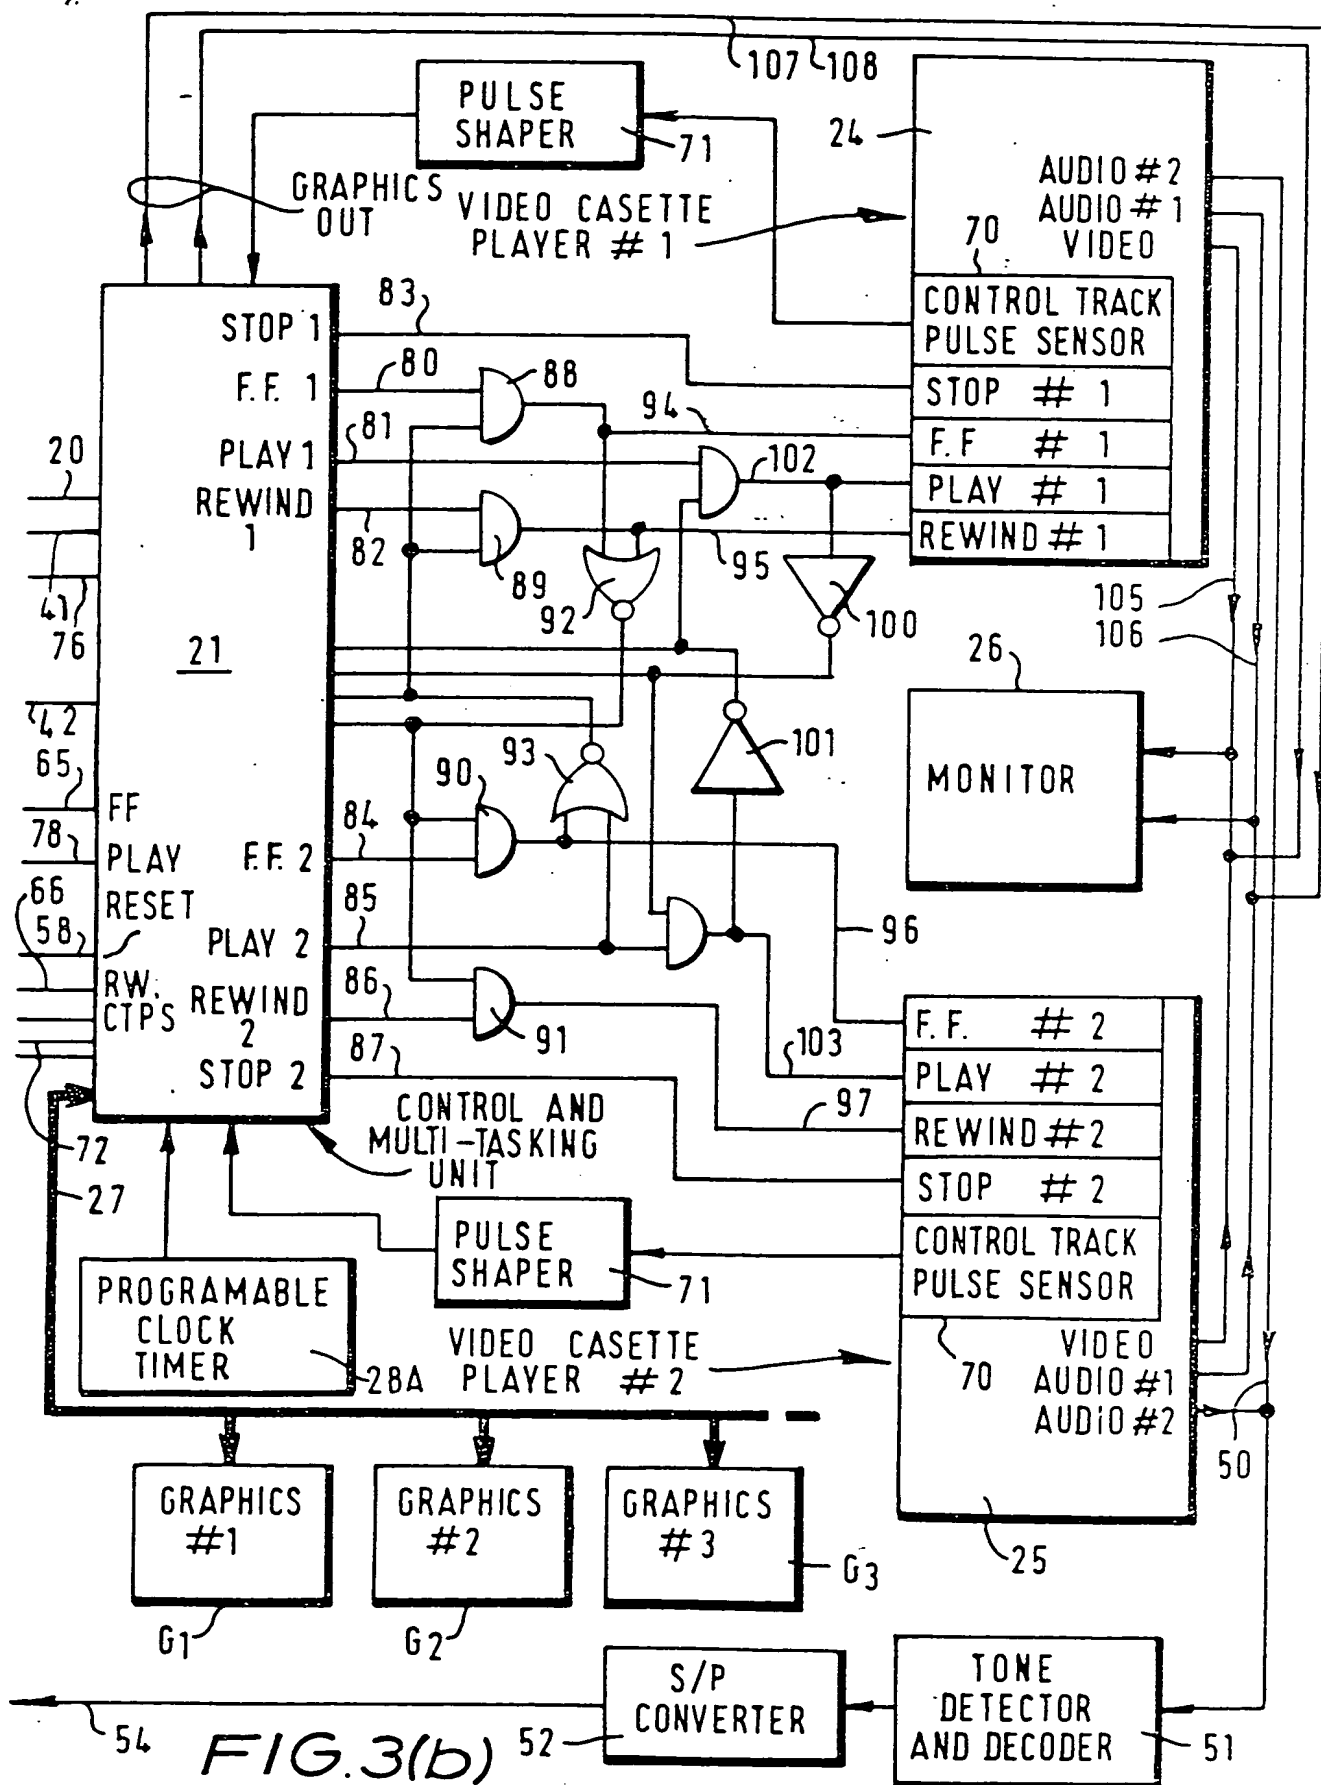 107
108
PULSE
SHAPER
71
24
AUDIO #2
AUDIO #1
VIDEO
GRAPHICS
OUT
VIDEO CASETTE
PLAYER # 1
70
CONTROL TRACK
PULSE SENSOR
STOP # 1
F.F # 1
PLAY # 1
REWIND # 1
83
STOP 1
80
88
F.F. 1
94
81
PLAY 1
102
20
REWIND
1
82
89
95
92
100
41
76
21
105
106
26
42
93
101
MONITOR
65
90
FF
78
84
PLAY
F.F. 2
66
RESET
85
58
PLAY 2
96
RW.
CTPS
86
REWIND
2
91
F.F. # 2
87
103
STOP 2
PLAY # 2
97
REWIND #2
CONTROL AND
MULTI-TASKING
UNIT
72
27
STOP # 2
PULSE
SHAPER
71
CONTROL TRACK
PULSE SENSOR
PROGRAMABLE
CLOCK
TIMER
28A
VIDEO CASETTE
PLAYER # 2
70
VIDEO
AUDIO #1
AUDIO #2
50
GRAPHICS
#1
GRAPHICS
#2
GRAPHICS
#3
G1
G2
G3
25
S/P
CONVERTER
52
TONE
DETECTOR
AND DECODER
51
54
FIG.3(b)